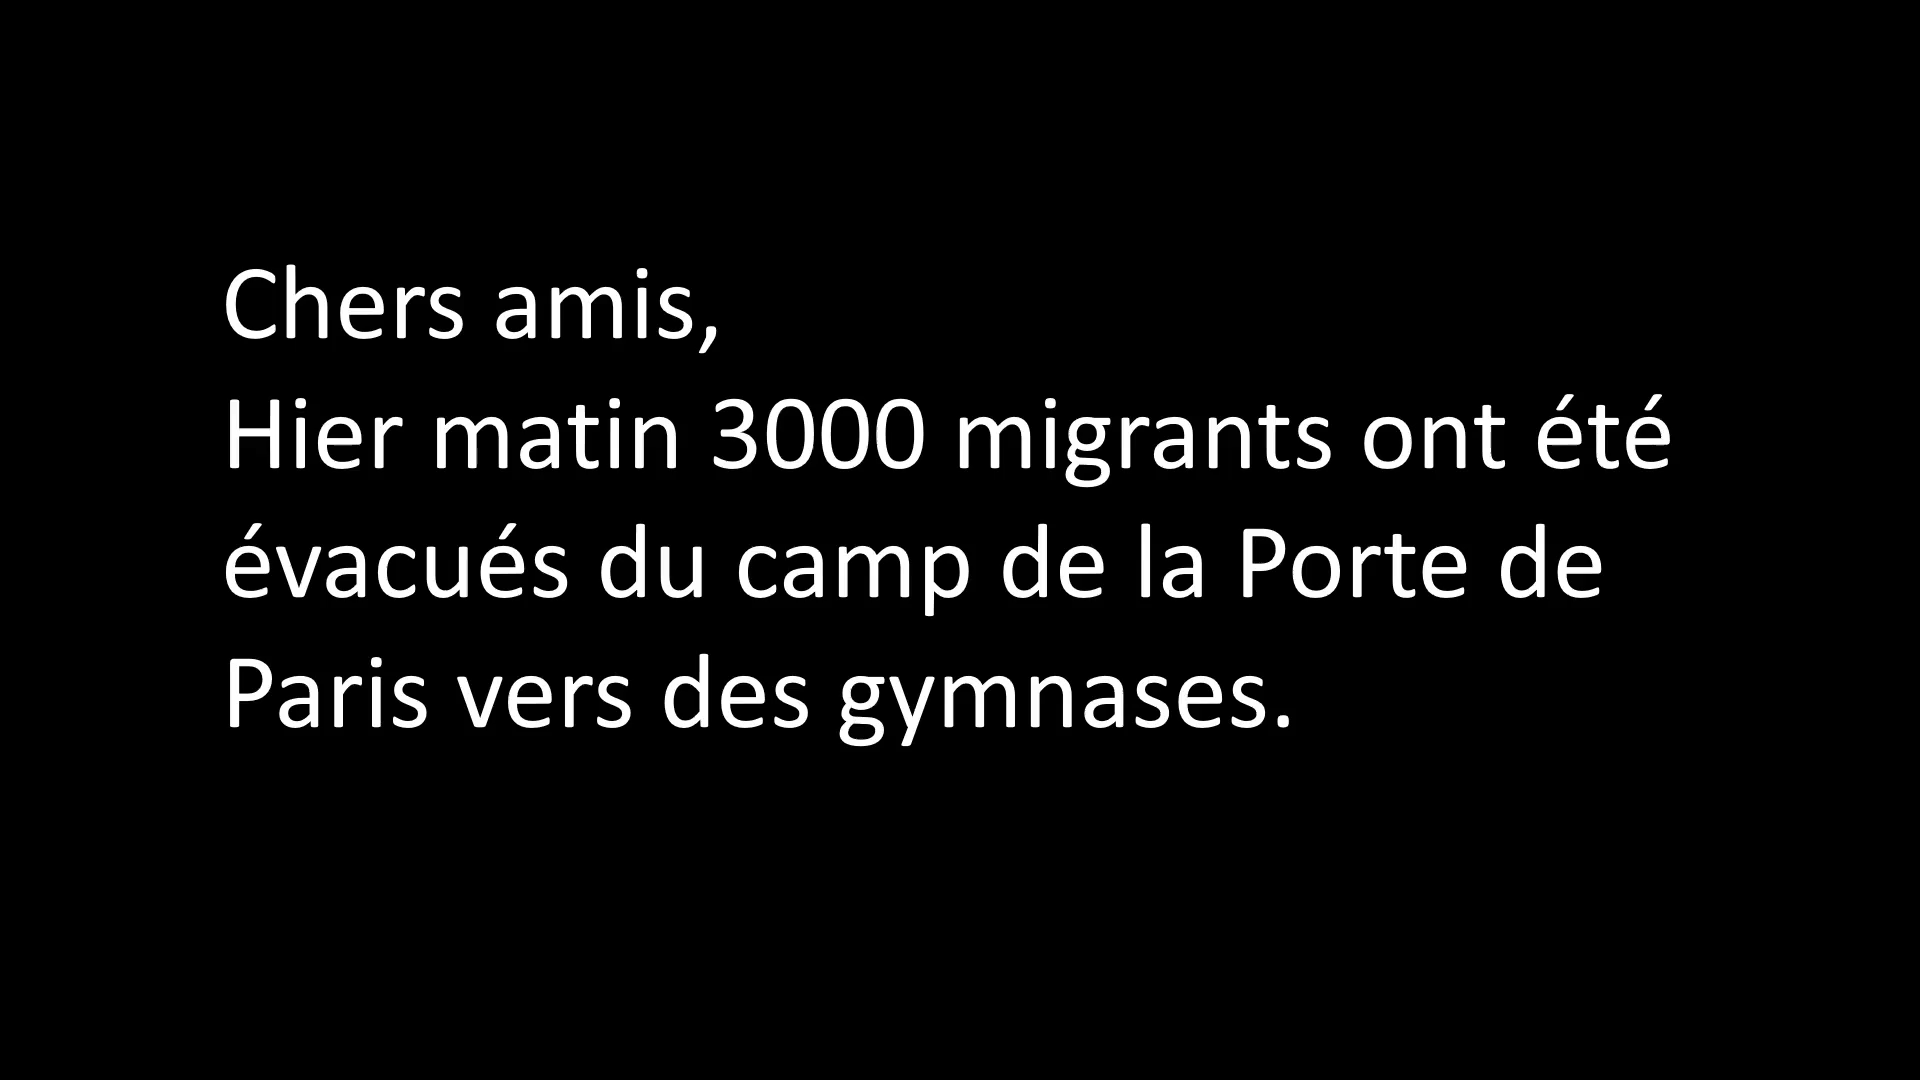 Chers amis,
Hier matin 3000 migrants ont été
évacués du camp de la Porte de
Paris vers des gymnases.